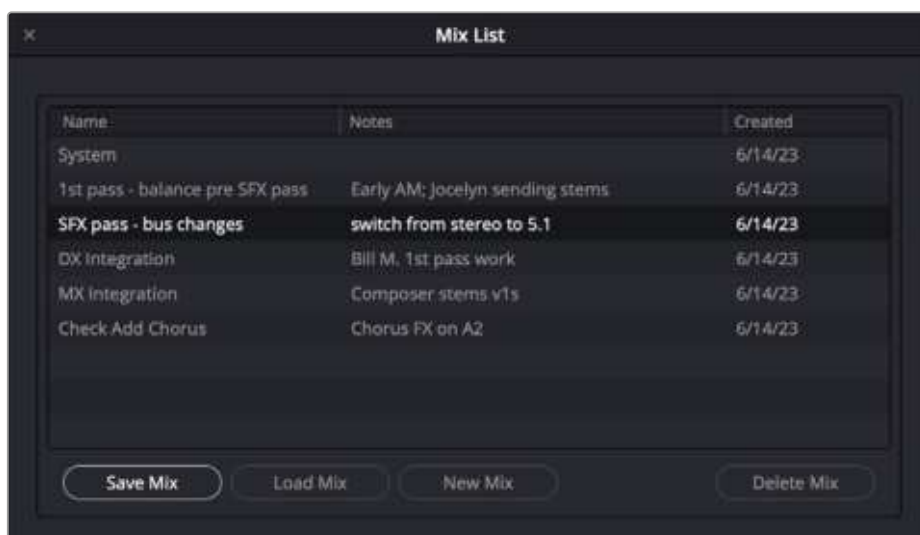 Mix List
Name Notes Created
System 6/14/23
1st pass - balance pre SFX pass Early AM; Jocelyn sending stems 6/14/23
SFX pass - bus changes switch from stereo to 5.1 6/14/23
DX Integration Bill M. 1st pass work 6/14/23
MX Integration Composer stems v1s 6/14/23
Check Add Chorus Chorus FX on A2 6/14/23
Save Mix Load Mix New Mix Delete Mix